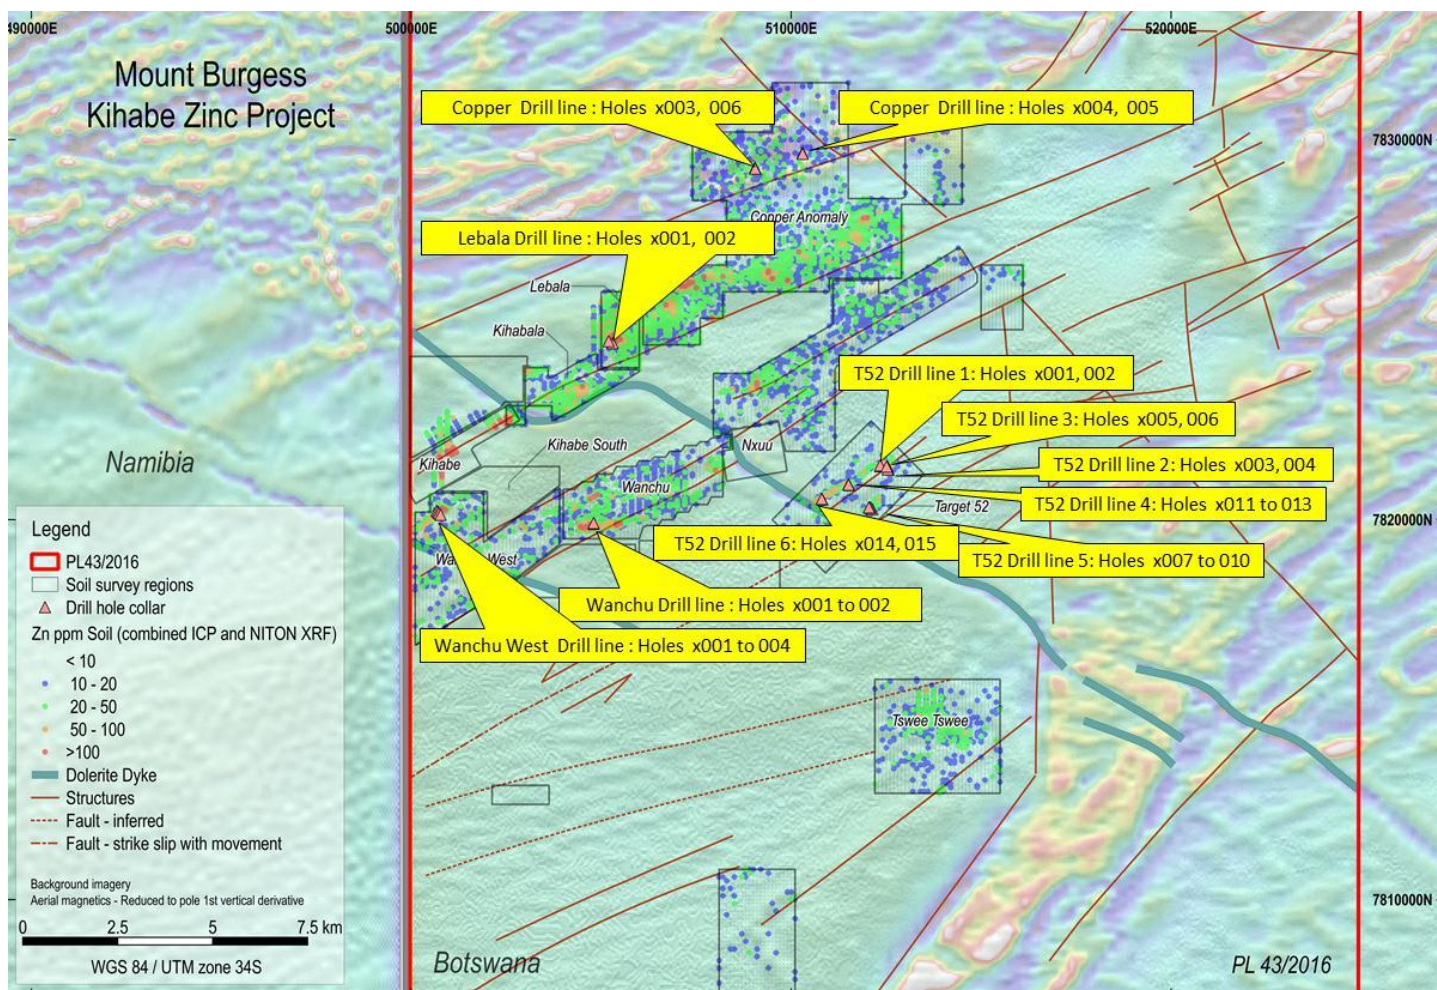 490000E
500000E
510000E
520000E
Mount Burgess
Kihabe Zinc Project
Copper Drill line : Holes x003, 006
Copper Drill line : Holes x004, 005
7830000N
Copper Anomaly
Lebala Drill line : Holes x001, 002
Lebala
Kihabala
T52 Drill line 1: Holes x001, 002
T52 Drill line 3: Holes x005, 006
Kihabe South
Nxuu
Namibia
Kihabe
T52 Drill line 2: Holes x003, 004
Wanchu
T52 Drill line 4: Holes x011 to 013
Target 52
7820000N
Legend
PL43/2016
Soil survey regions
Drill hole collar
Zn ppm Soil (combined ICP and NITON XRF)
< 10
10 - 20
20 - 50
50 - 100
>100
Dolerite Dyke
Structures
Fault - inferred
Fault - strike slip with movement
Background imagery
Aerial magnetics - Reduced to pole 1st vertical derivative
0 2.5 5 7.5 km
WGS 84 / UTM zone 34S
T52 Drill line 6: Holes x014, 015
T52 Drill line 5: Holes x007 to 010
West
Wanchu Drill line : Holes x001 to 002
Wanchu West Drill line : Holes x001 to 004
Tswee Tswee
7810000N
Botswana
PL 43/2016